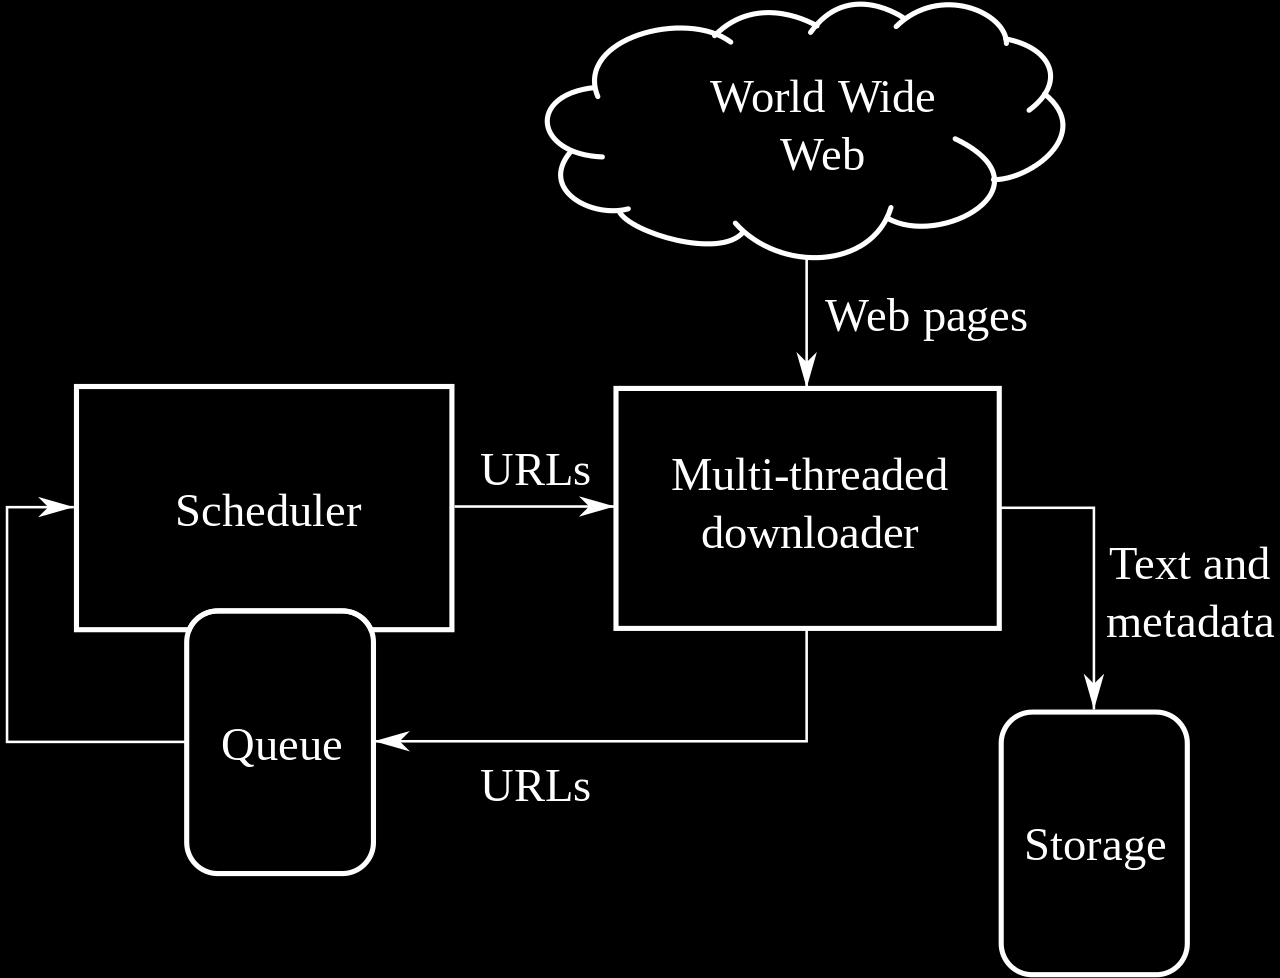 World Wide
Web
Web pages
URLs
Scheduler
Multi-threaded
downloader
Text and
metadata
Queue
URLs
Storage